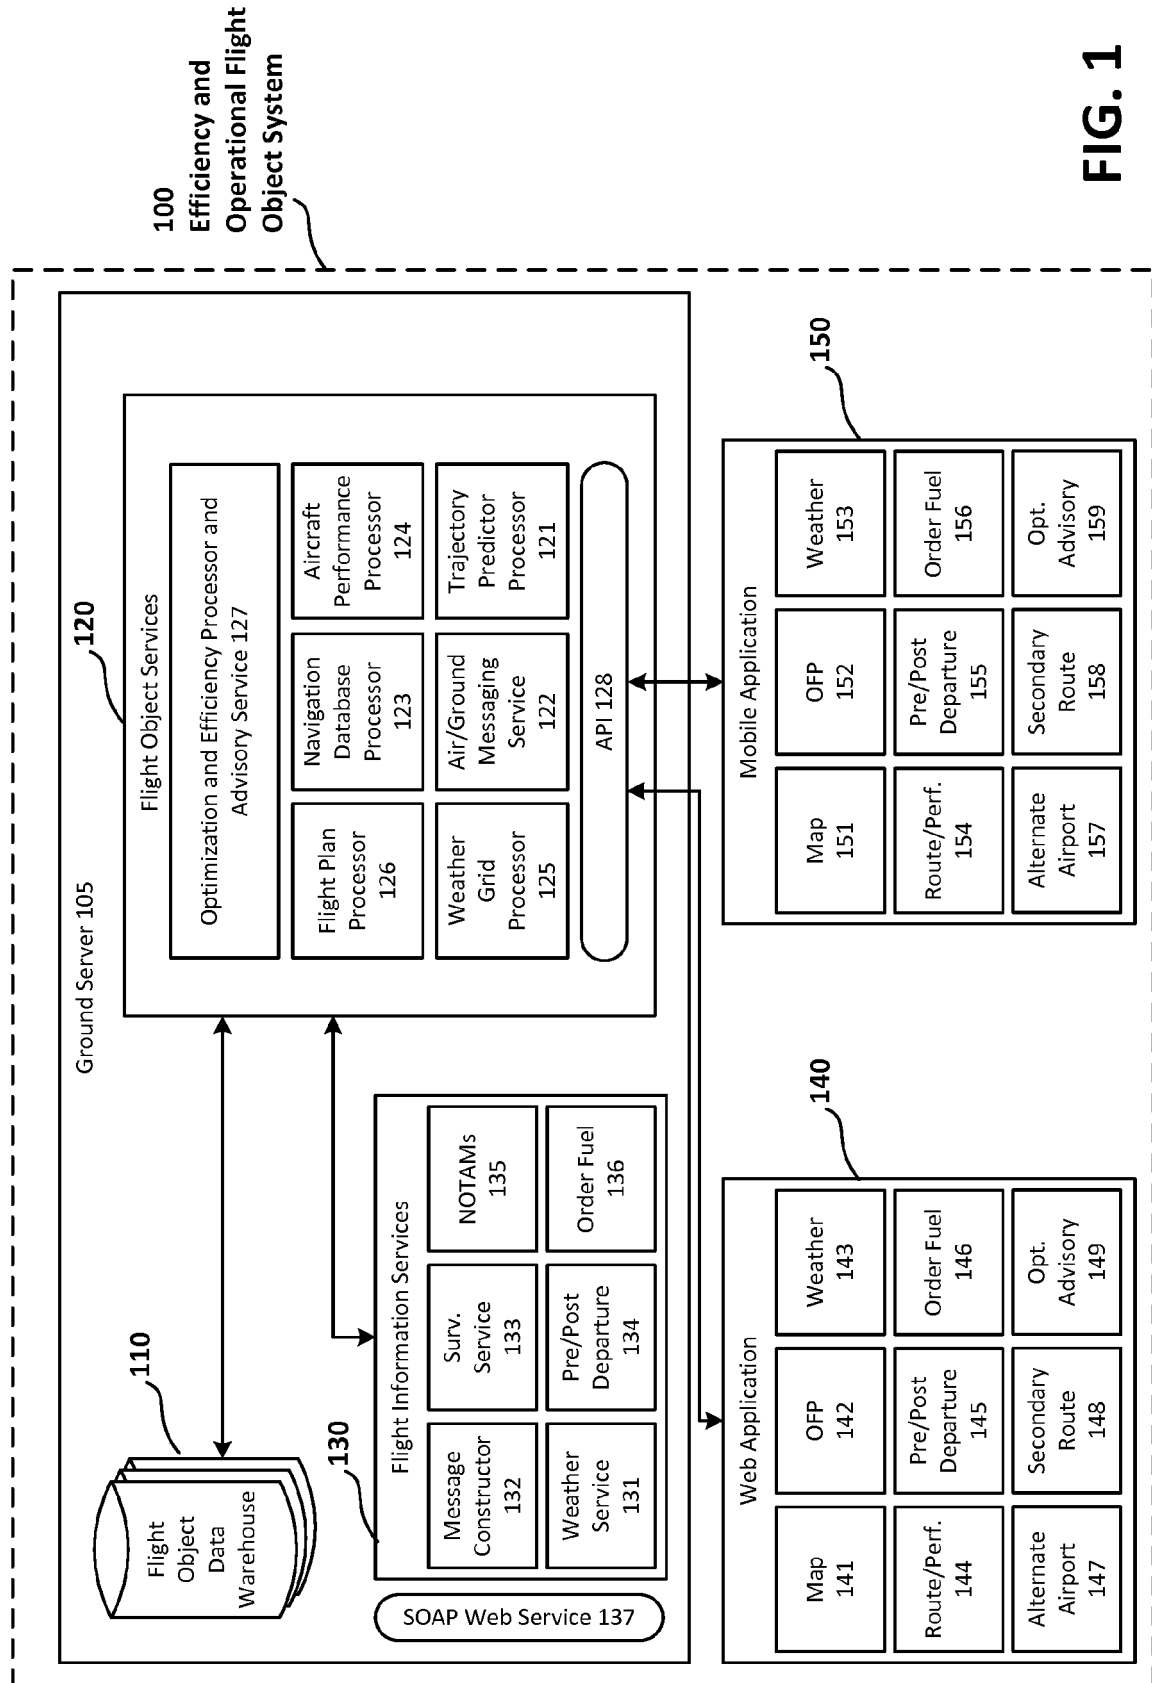 100
Efficiency and
Operational Flight
Object System
Ground Server 105
110
Flight
Object
Data
Warehouse
120
Flight Object Services
Optimization and Efficiency Processor and
Advisory Service 127
Flight Plan
Processor
126
Navigation
Database
Processor
123
Aircraft
Performance
Processor
124
Weather
Grid
Processor
125
Air/Ground
Messaging
Service
122
Trajectory
Predictor
Processor
121
API 128
130
Flight Information Services
Message
Constructor
132
Surv.
Service
133
NOTAMs
135
Weather
Service
131
Pre/Post
Departure
134
Order Fuel
136
SOAP Web Service 137
140
Web Application
Map
141
OFP
142
Weather
143
Route/Perf.
144
Pre/Post
Departure
145
Order Fuel
146
Alternate
Airport
147
Secondary
Route
148
Opt.
Advisory
149
150
Mobile Application
Map
151
OFP
152
Weather
153
Route/Perf.
154
Pre/Post
Departure
155
Order Fuel
156
Alternate
Airport
157
Secondary
Route
158
Opt.
Advisory
159
FIG. 1